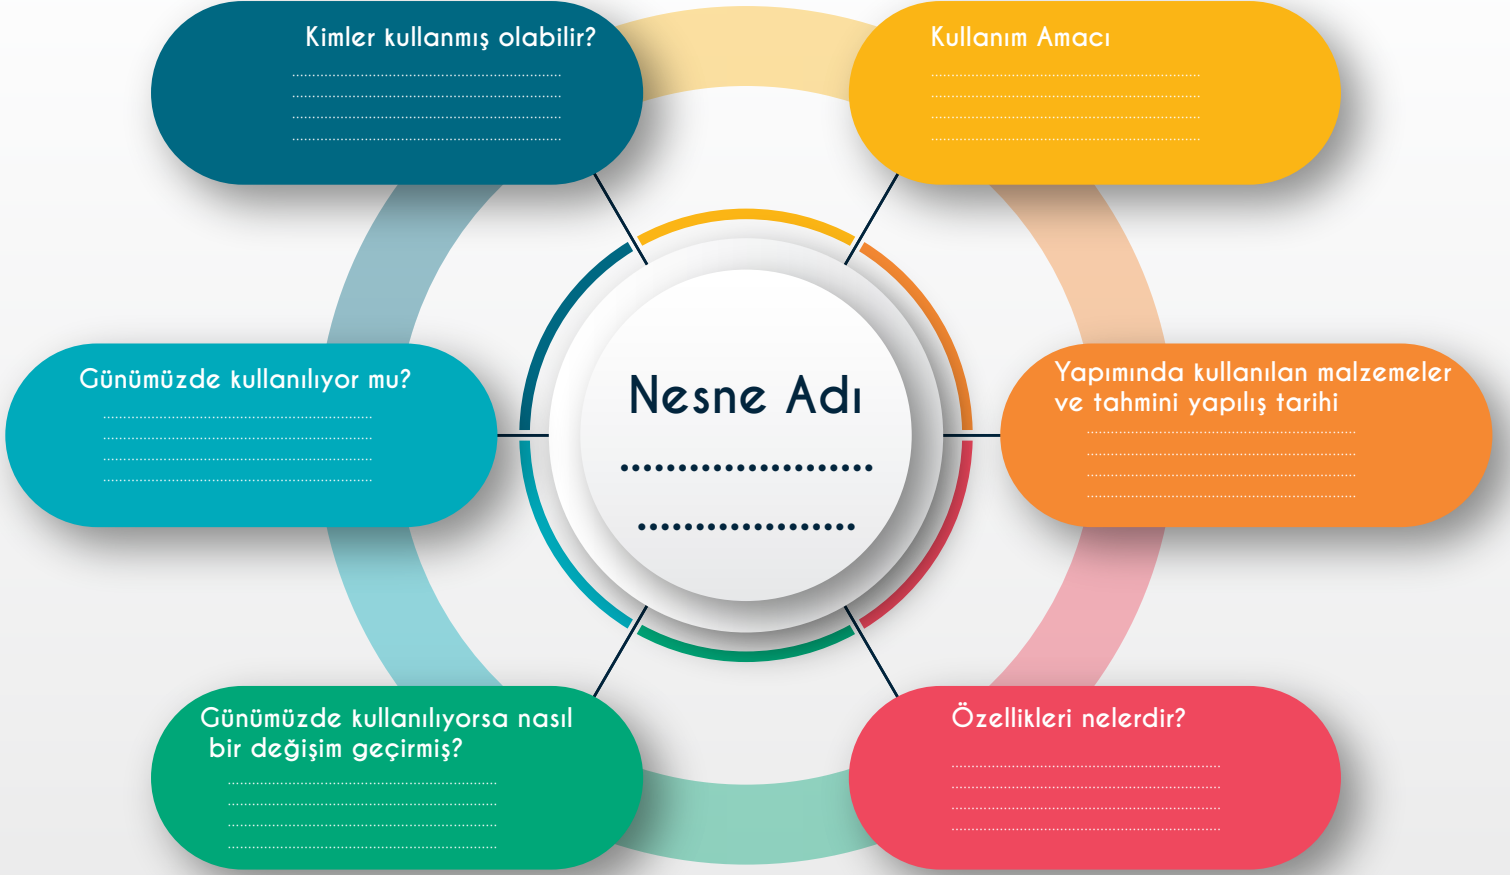 Kimler kullanmış olabilir?
Kullanım Amacı
Günümüzde kullanılıyor mu?
Nesne Adı
Yapımında kullanılan malzemeler
ve tahmini yapılış tarihi
Günümüzde kullanılıyorsa nasıl
bir değişim geçirmiş?
Özellikleri nelerdir?